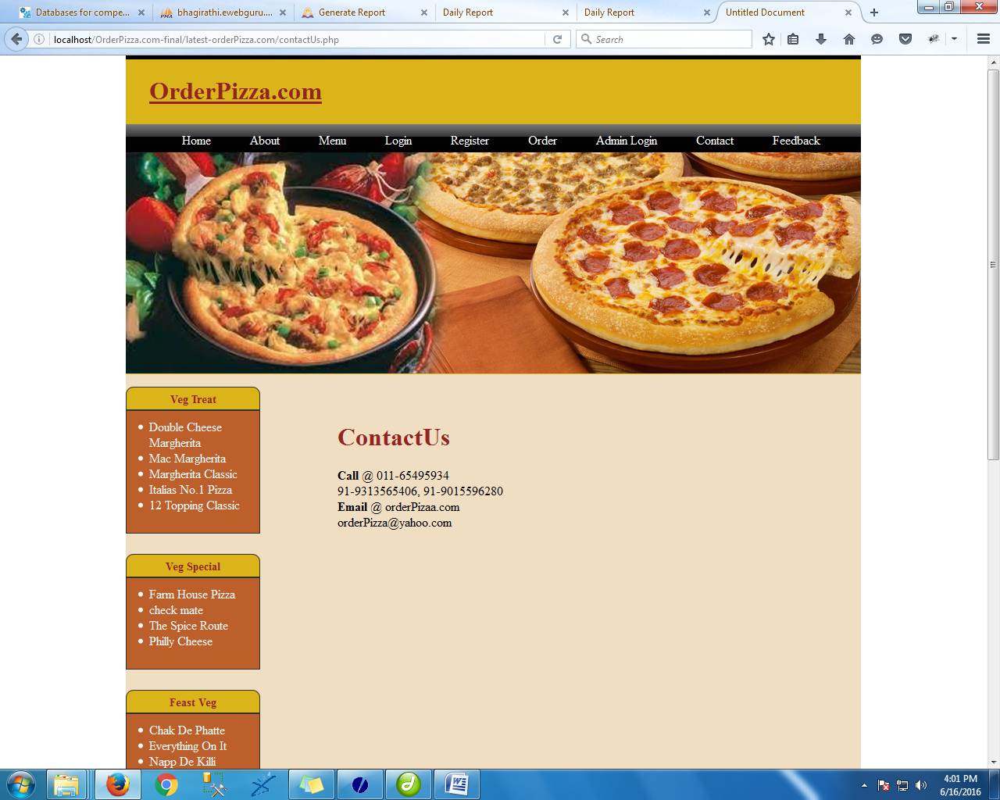 Databases for compe...
bhagirathi.ewebguru....
Generate Report
Daily Report
Daily Report
Untitled Document
localhost/OrderPizza.com-final/latest-orderPizza.com/contactUs.php
Search
OrderPizza.com
Home About Menu Login Register Order Admin Login Contact Feedback
Veg Treat
Double Cheese
Margherita
Mac Margherita
Margherita Classic
Italias No.1 Pizza
12 Topping Classic
Veg Special
Farm House Pizza
check mate
The Spice Route
Philly Cheese
Feast Veg
Chak De Phatte
Everything On It
Napp De Killi
ContactUs
Call @ 011-65495934
91-9313565406, 91-9015596280
Email @ orderPizaa.com
orderPizza@yahoo.com
4:01 PM
6/16/2016